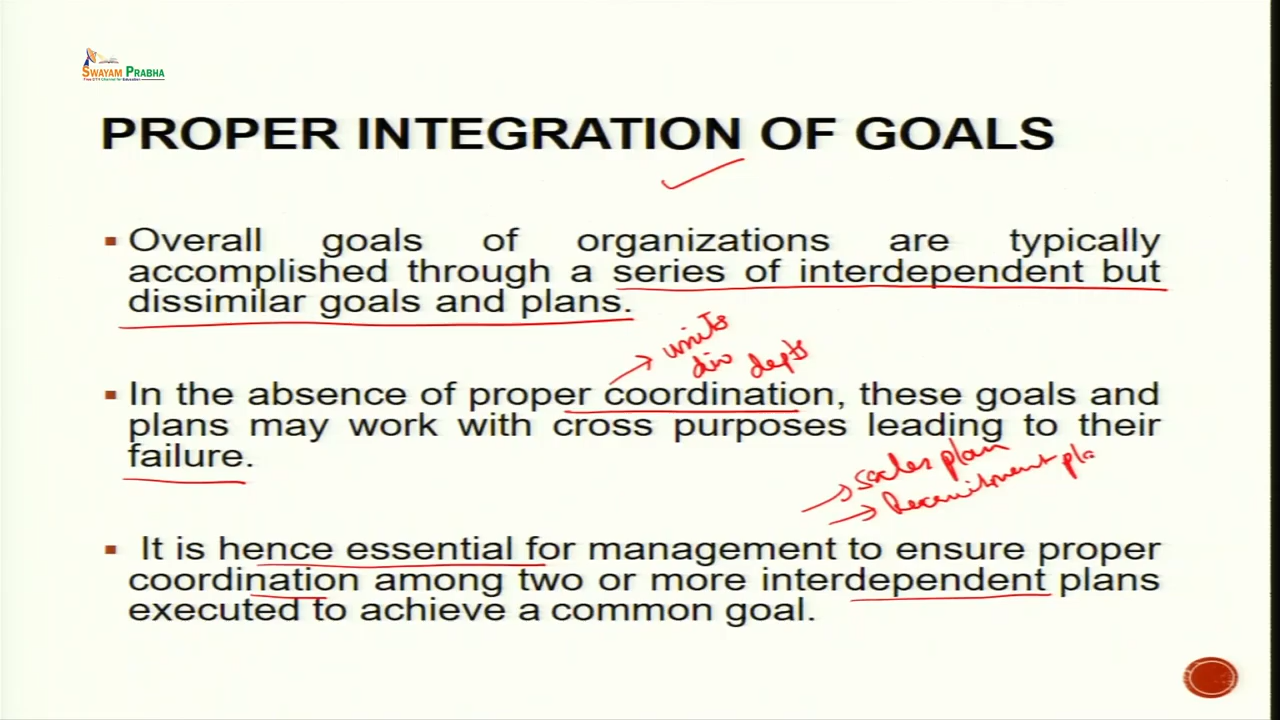 SWAYAM PRABHA
PROPER INTEGRATION OF GOALS
▪ Overall goals of organizations are typically
accomplished through a series of interdependent but
dissimilar goals and plans.
→ units
div depts
▪ In the absence of proper coordination, these goals and
plans may work with cross purposes leading to their
failure.
→ sales plan
→ Recruitment pla
▪ It is hence essential for management to ensure proper
coordination among two or more interdependent plans
executed to achieve a common goal.